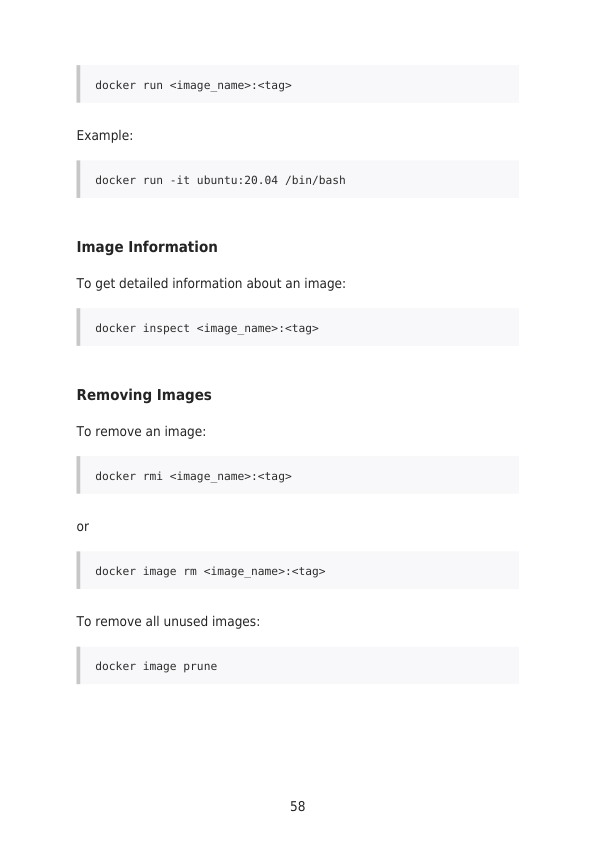 docker run <image_name>:<tag>
Example:
docker run -it ubuntu:20.04 /bin/bash
Image Information
To get detailed information about an image:
docker inspect <image_name>:<tag>
Removing Images
To remove an image:
docker rmi <image_name>:<tag>
or
docker image rm <image_name>:<tag>
To remove all unused images:
docker image prune
58